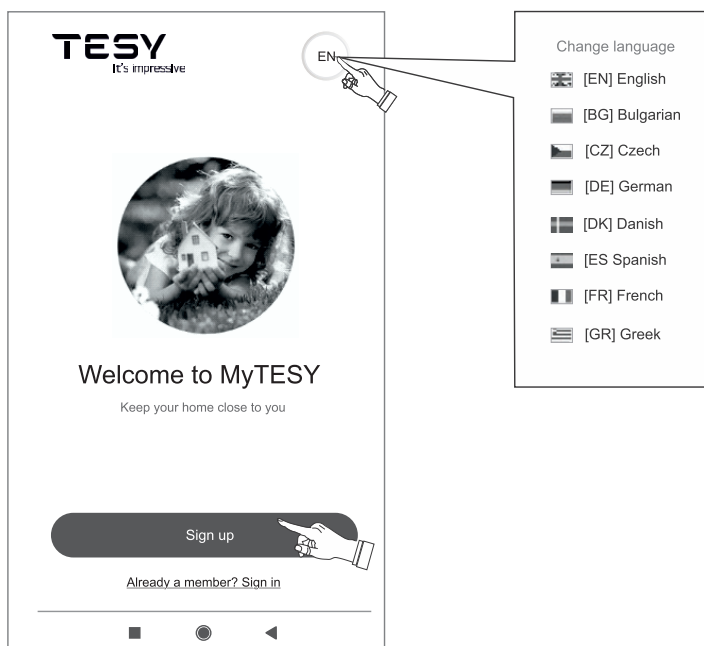 TESY
It's impressive
EN
Welcome to MyTESY
Keep your home close to you
Sign up
Already a member? Sign in
Change language
[EN] English
[BG] Bulgarian
[CZ] Czech
[DE] German
[DK] Danish
[ES Spanish
[FR] French
[GR] Greek